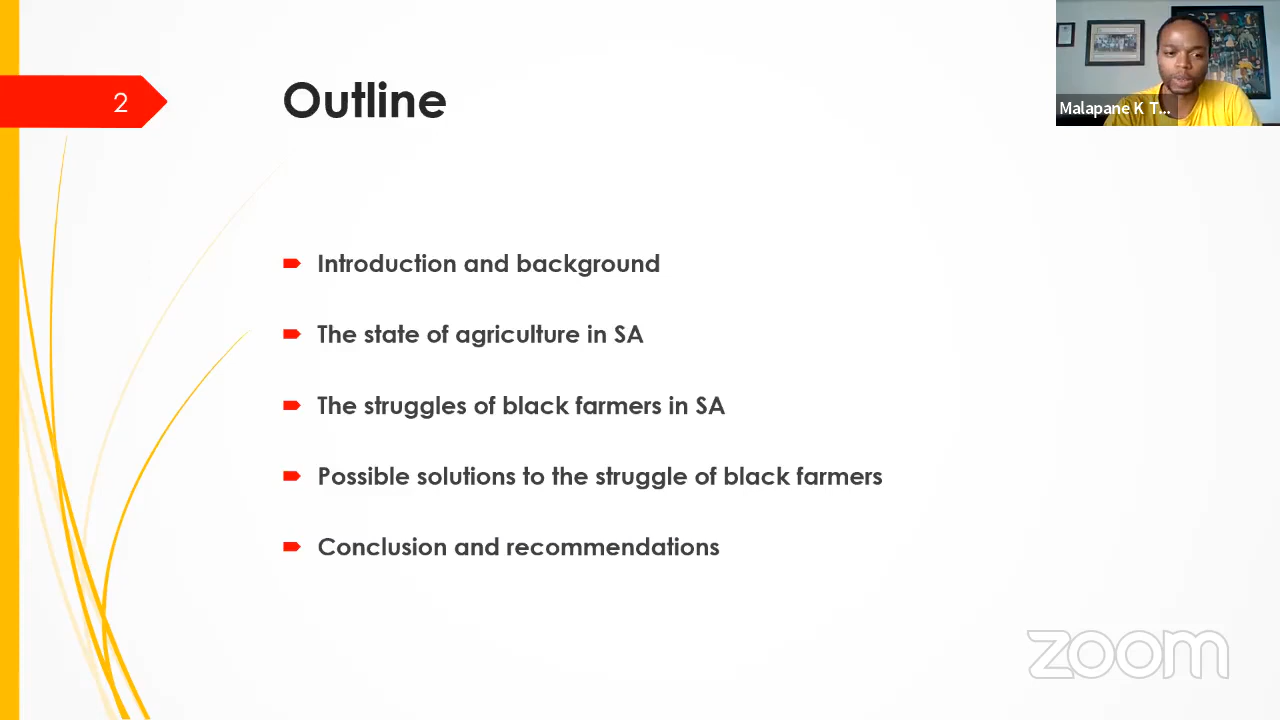 2
Outline
Malapane K T...
Introduction and background
The state of agriculture in SA
The struggles of black farmers in SA
Possible solutions to the struggle of black farmers
Conclusion and recommendations
zoom